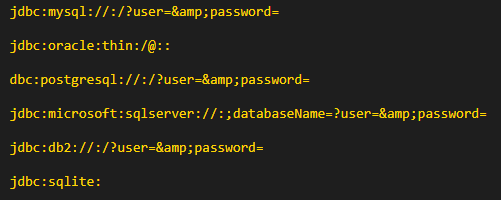 jdbc:mysql://:/?user=&amp;password=
jdbc:oracle:thin:/@::
dbc:postgresql://:/?user=&amp;password=
jdbc:microsoft:sqlserver://:;databaseName=?user=&amp;password=
jdbc:db2://:/?user=&amp;password=
jdbc:sqlite: